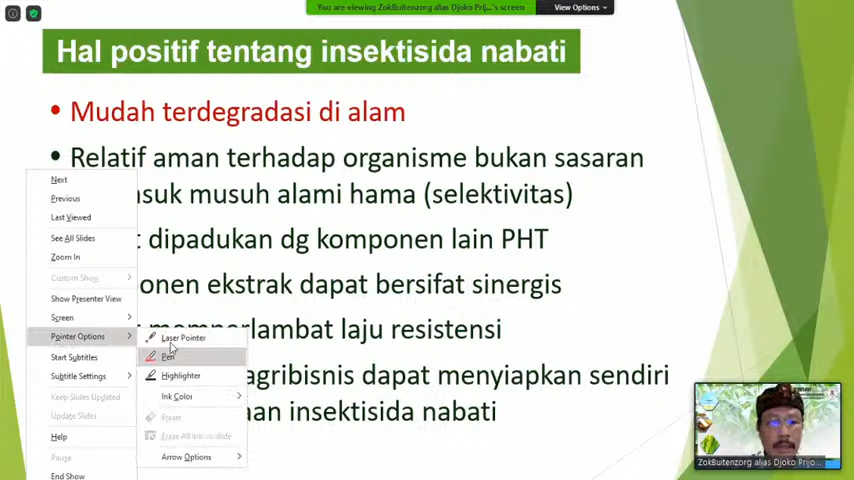 You are viewing ZokBuitenzorg alias Djoko Prij...'s screen
View Options
Hal positif tentang insektisida nabati
• Mudah terdegradasi di alam
• Relatif aman terhadap organisme bukan sasaran
suk musuh alami hama (selektivitas)
t dipadukan dg komponen lain PHT
onen ekstrak dapat bersifat sinergis
memperlambat laju resistensi
agribisnis dapat menyiapkan sendiri
aan insektisida nabati
Next
Previous
Last Viewed
See All Slides
Zoom In
Custom Show
Show Presenter View
Screen
Pointer Options
Start Subtitles
Subtitle Settings
Keep Slides Updated
Update Slides
Help
Pause
End Show
Laser Pointer
Pen
Highlighter
Ink Color
Eraser
Erase All Ink on Slide
Arrow Options
ZokBuitenzorg alias Djoko Prijo...